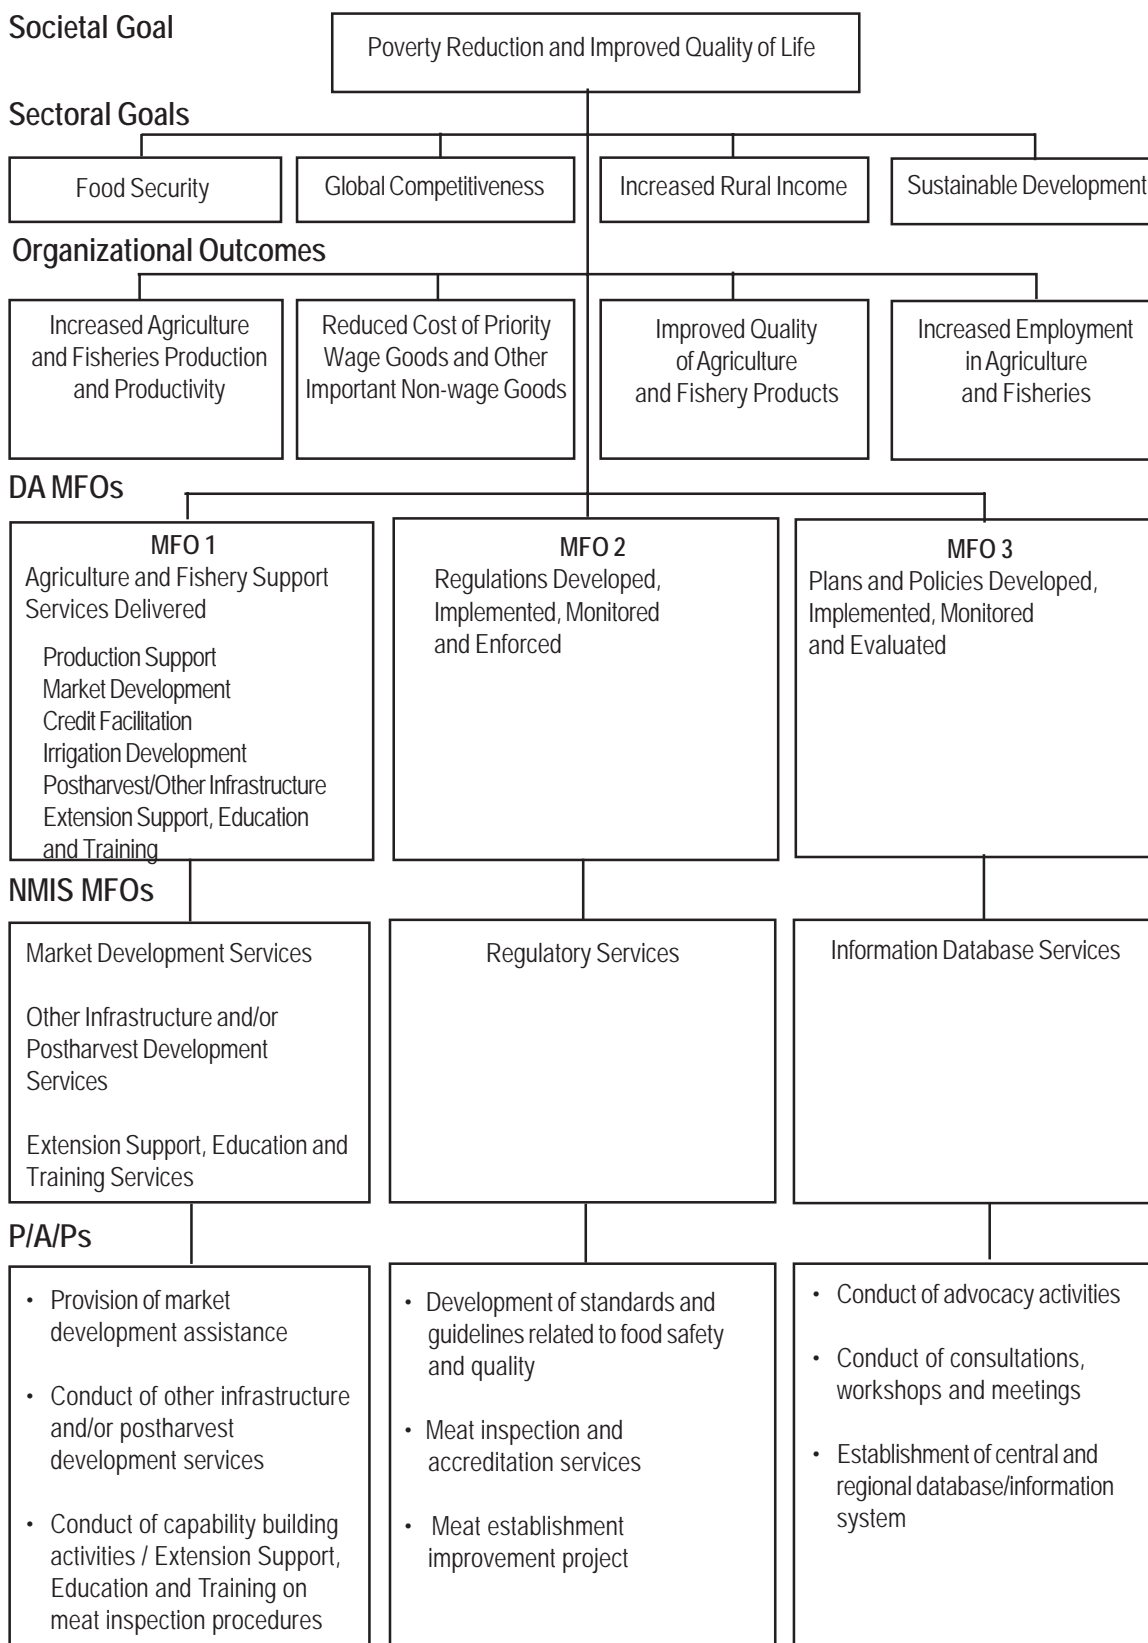 Societal Goal
Poverty Reduction and Improved Quality of Life
Sectoral Goals
Food Security
Global Competitiveness
Increased Rural Income
Sustainable Development
Organizational Outcomes
Increased Agriculture
and Fisheries Production
and Productivity
Reduced Cost of Priority
Wage Goods and Other
Important Non-wage Goods
Improved Quality
of Agriculture
and Fishery Products
Increased Employment
in Agriculture
and Fisheries
DA MFOs
MFO 1
Agriculture and Fishery Support
Services Delivered
Production Support
Market Development
Credit Facilitation
Irrigation Development
Postharvest/Other Infrastructure
Extension Support, Education
and Training
MFO 2
Regulations Developed,
Implemented, Monitored
and Enforced
MFO 3
Plans and Policies Developed,
Implemented, Monitored
and Evaluated
NMIS MFOs
Market Development Services
Other Infrastructure and/or
Postharvest Development
Services
Extension Support, Education and
Training Services
Regulatory Services
Information Database Services
P/A/Ps
• Provision of market
development assistance
• Conduct of other infrastructure
and/or postharvest
development services
• Conduct of capability building
activities / Extension Support,
Education and Training on
meat inspection procedures
• Development of standards and
guidelines related to food safety
and quality
• Meat inspection and
accreditation services
• Meat establishment
improvement project
• Conduct of advocacy activities
• Conduct of consultations,
workshops and meetings
• Establishment of central and
regional database/information
system